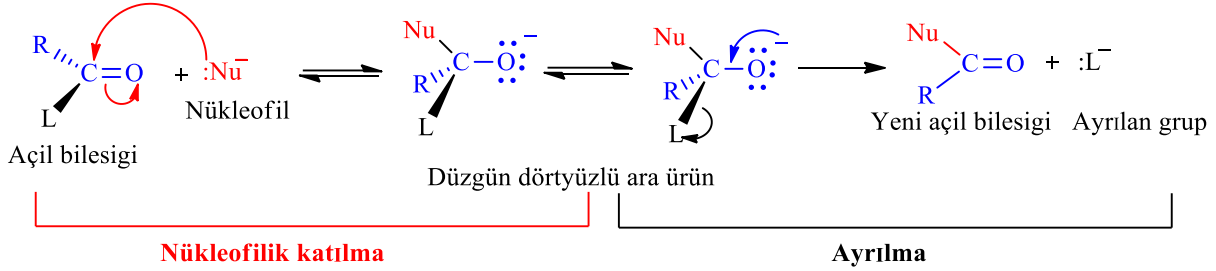 R C=O L + :Nu⁻ Nu C–O⁻ R L Nu C–O⁻ R L Nu C=O R + :L⁻
Nükleofil
Açil bilesigi
Yeni açil bilesigi Ayrılan grup
Düzgün dörtyüzlü ara ürün
Nükleofilik katılma Ayrılma